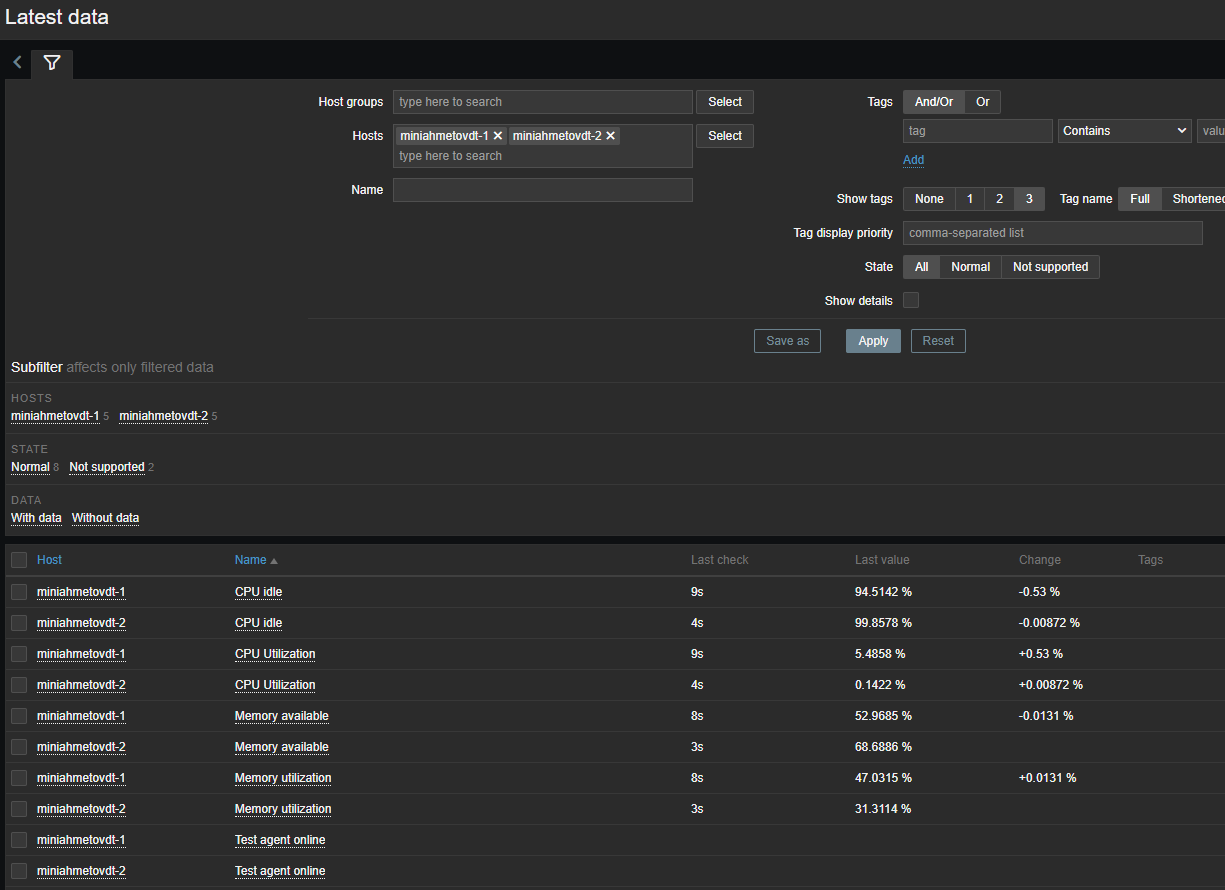 Latest data
Host groups type here to search Select Tags And/Or Or
Hosts miniahmetovdt-1 miniahmetovdt-2 Select tag Contains valu
type here to search Add
Name Show tags None 1 2 3 Tag name Full Shortened
Tag display priority comma-separated list
State All Normal Not supported
Show details
Save as Apply Reset
Subfilter affects only filtered data
HOSTS
miniahmetovdt-1 5 miniahmetovdt-2 5
STATE
Normal 8 Not supported 2
DATA
With data Without data
Host Name Last check Last value Change Tags
miniahmetovdt-1 CPU idle 9s 94.5142 % -0.53 %
miniahmetovdt-2 CPU idle 4s 99.8578 % -0.00872 %
miniahmetovdt-1 CPU Utilization 9s 5.4858 % +0.53 %
miniahmetovdt-2 CPU Utilization 4s 0.1422 % +0.00872 %
miniahmetovdt-1 Memory available 8s 52.9685 % -0.0131 %
miniahmetovdt-2 Memory available 3s 68.6886 %
miniahmetovdt-1 Memory utilization 8s 47.0315 % +0.0131 %
miniahmetovdt-2 Memory utilization 3s 31.3114 %
miniahmetovdt-1 Test agent online
miniahmetovdt-2 Test agent online